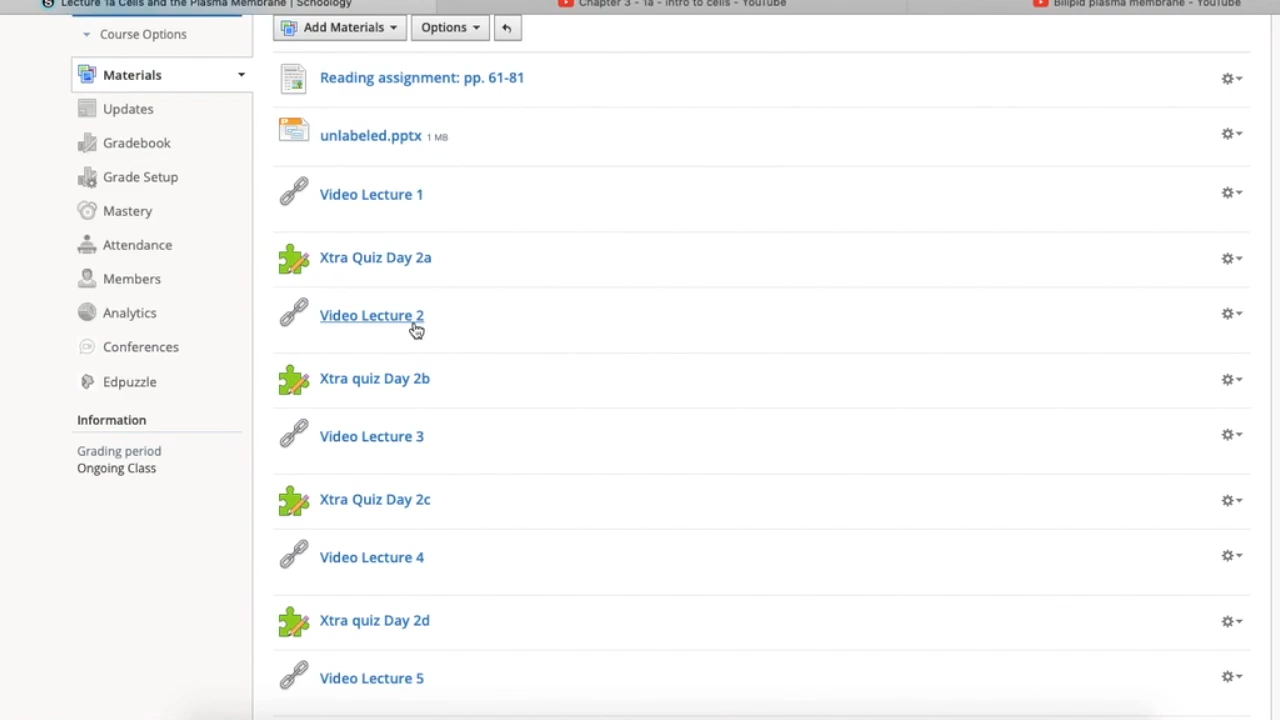 Lecture 1a Cells and the Plasma Membrane | Schoology
Chapter 3 - 1a - Intro to cells - YouTube
Bilipid plasma membrane - YouTube
Course Options
Add Materials
Options
Materials
Updates
Gradebook
Grade Setup
Mastery
Attendance
Members
Analytics
Conferences
Edpuzzle
Information
Grading period
Ongoing Class
Reading assignment: pp. 61-81
unlabeled.pptx 1 MB
Video Lecture 1
Xtra Quiz Day 2a
Video Lecture 2
Xtra quiz Day 2b
Video Lecture 3
Xtra Quiz Day 2c
Video Lecture 4
Xtra quiz Day 2d
Video Lecture 5